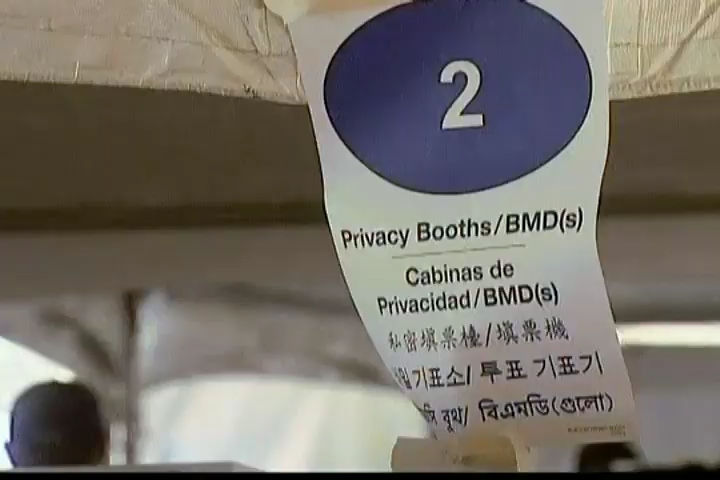 2
Privacy Booths/BMD(s)
Cabinas de
Privacidad/BMD(s)
私密填票檯/填票機
기표소/ 투표 기표기
বুথ/ বিএমডি(গুলো)